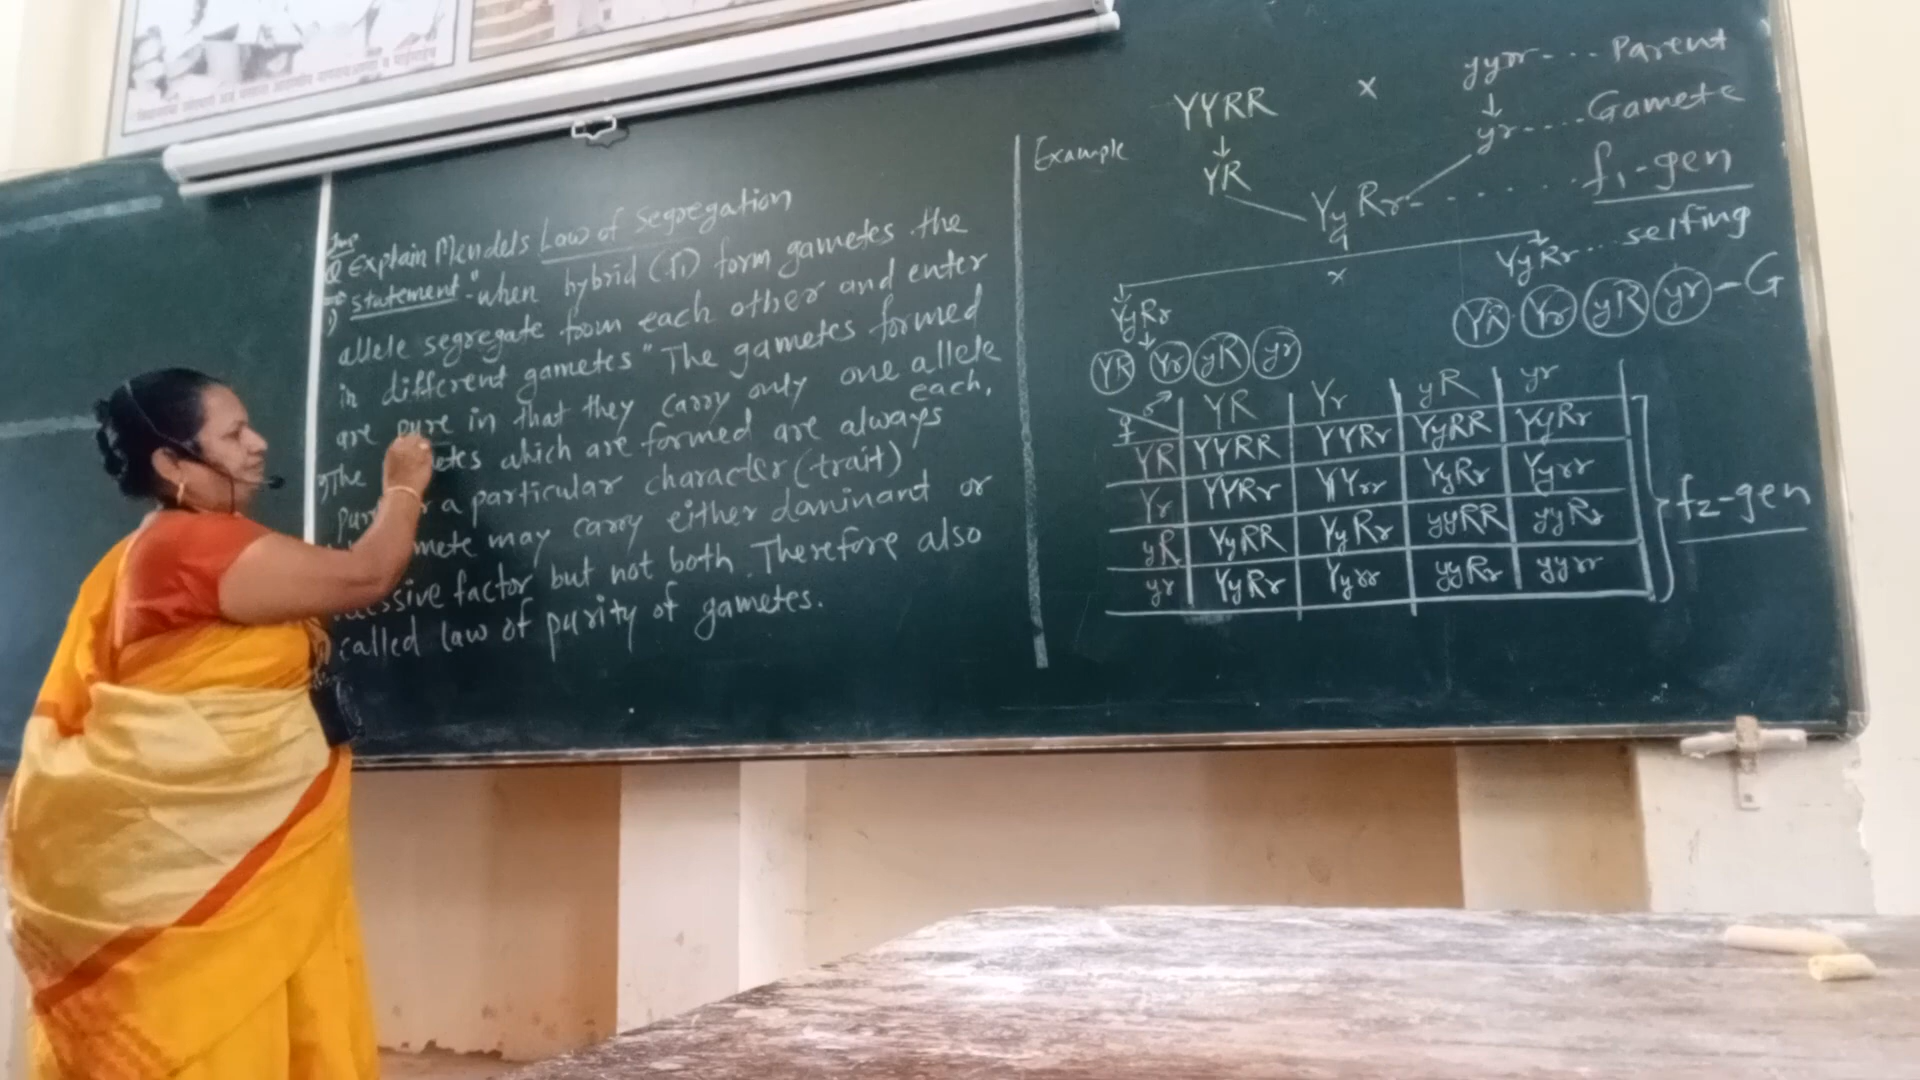 Imp
Q Explain Mendels Law of Segregation
1) statement "when hybrid (F1) form gametes the
allele segregate from each other and enter
in different gametes" The gametes formed
are pure in that they carry only one allele
each,
The etes which are formed are always
a particular character (trait)
mete may carry either dominant or
ssive factor but not both. Therefore also
called law of purity of gametes.
Example
YYRR × yyrr .... Parent
YR yr .... Gamete
YyRr ...... f1-gen
YyRr × YyRr .... selfing
YR Yr yR yr YR Yr yR yr - G
♀ ♂ YR Yr yR yr
YR YYRR YYRr YyRR YyRr
Yr YYRr YYrr YyRr Yyrr
yR YyRR YyRr yyRR yyRr
yr YyRr Yyrr yyRr yyrr
f2-gen